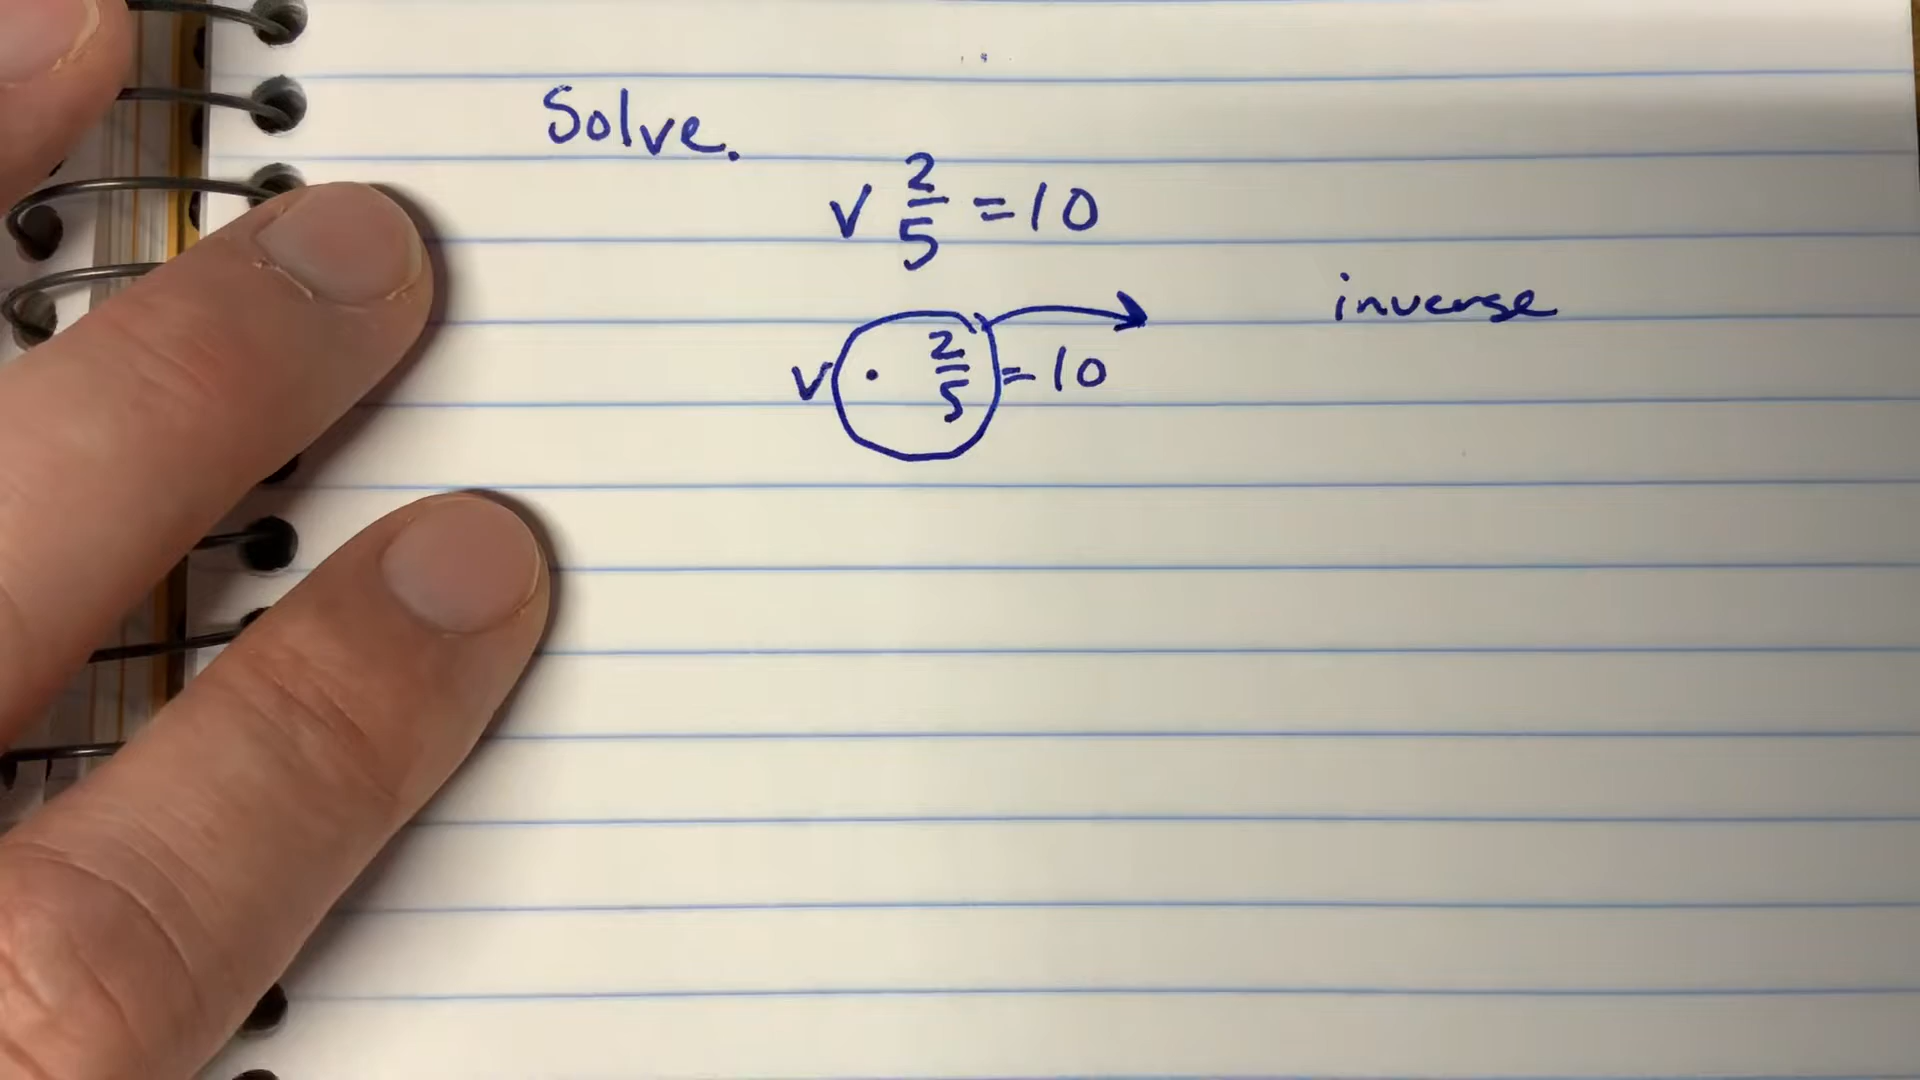 Solve.
v 2/5 = 10
inverse
v · 2/5 = 10